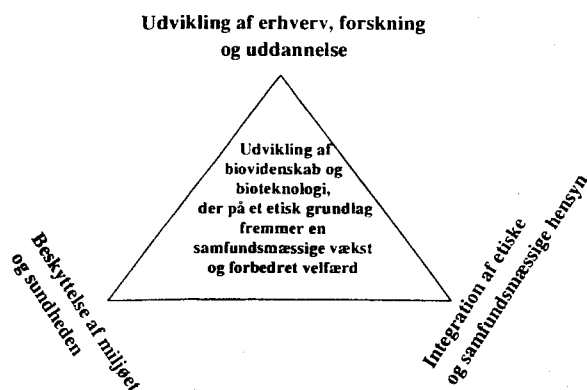 Udvikling af erhverv, forskning
og uddannelse
Udvikling af
biovidenskab og
bioteknologi,
der på et etisk grundlag
fremmer en
samfundsmæssige vækst
og forbedret velfærd
Beskyttelse af miljøet
og sundheden
Integration af etiske
og samfundsmæssige hensyn